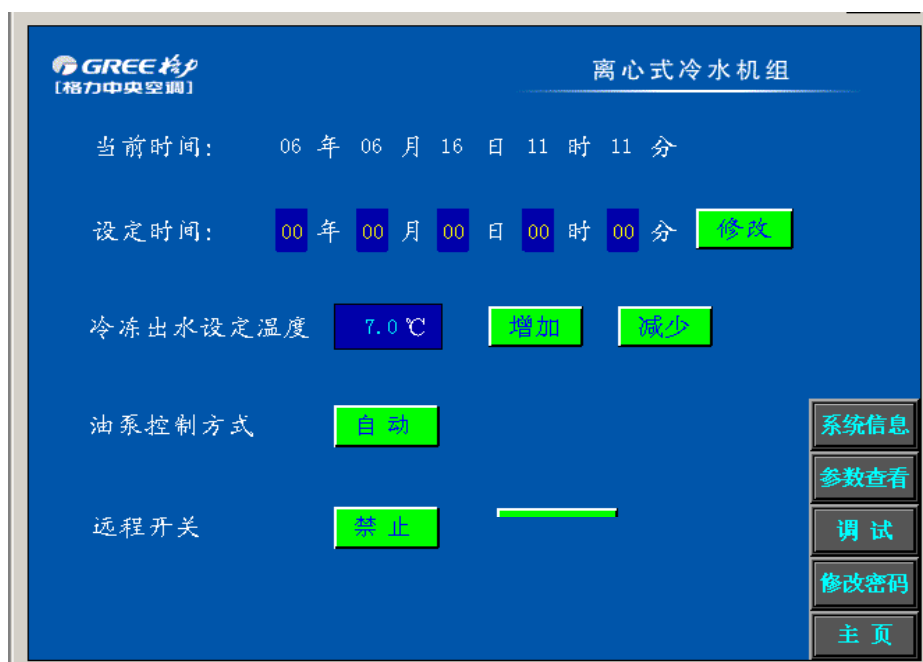 GREE 格力
[格力中央空调]
离心式冷水机组
当前时间: 06 年 06 月 16 日 11 时 11 分
设定时间: 00 年 00 月 00 日 00 时 00 分 修改
冷冻出水设定温度 7.0℃ 增加 减少
油泵控制方式 自动
系统信息
参数查看
远程开关 禁止
调试
修改密码
主页